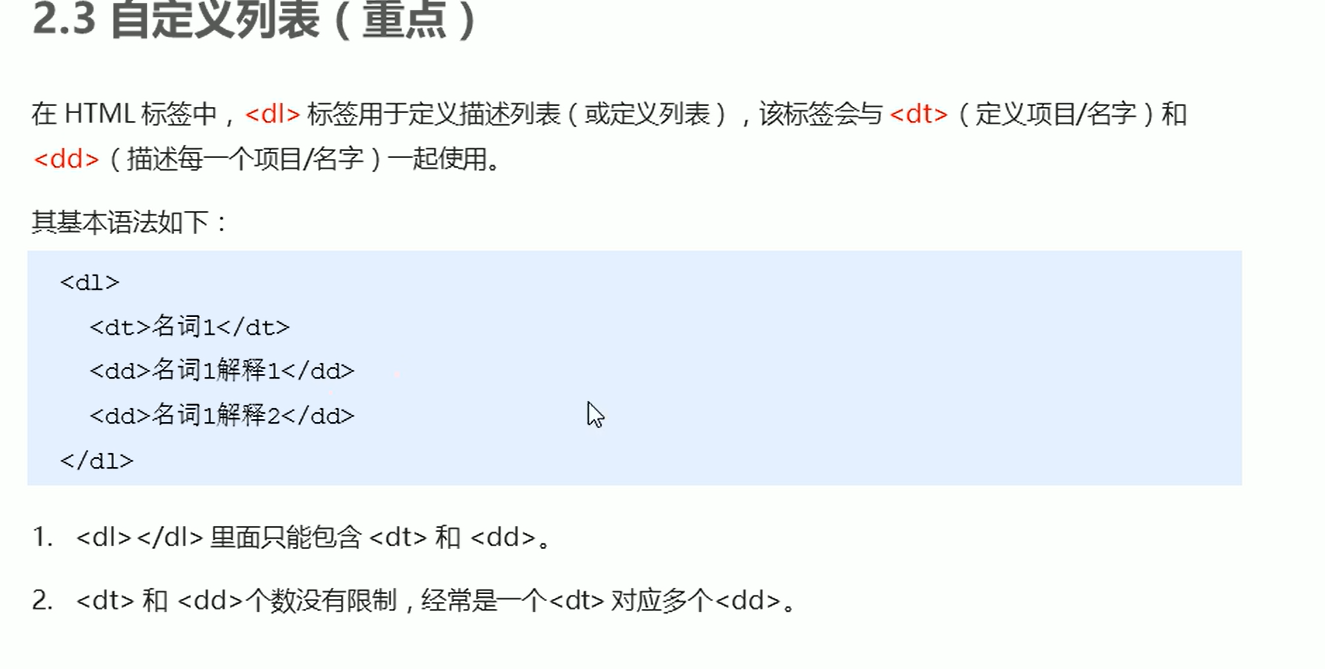 2.3 自定义列表（重点）
在 HTML 标签中，<dl> 标签用于定义描述列表（或定义列表），该标签会与 <dt>（定义项目/名字）和
<dd>（描述每一个项目/名字）一起使用。
其基本语法如下：
<dl>
<dt>名词1</dt>
<dd>名词1解释1</dd>
<dd>名词1解释2</dd>
</dl>
1. <dl></dl> 里面只能包含 <dt> 和 <dd>。
2. <dt> 和 <dd>个数没有限制，经常是一个<dt> 对应多个<dd>。